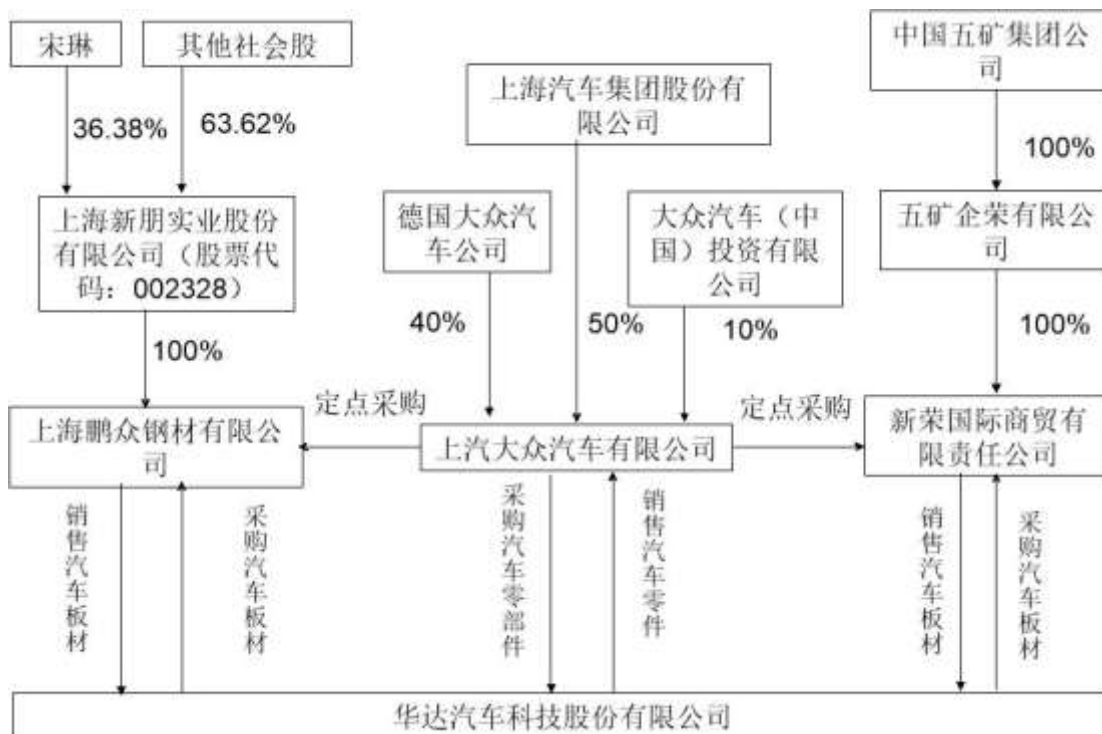 宋琳
其他社会股
中国五矿集团公
司
上海汽车集团股份有
限公司
36.38%
63.62%
100%
上海新朋实业股份
有限公司（股票代
码：002328）
德国大众汽
车公司
大众汽车（中
国）投资有限
公司
五矿企荣有限公
司
40%
50%
10%
100%
100%
定点采购
定点采购
上海鹏众钢材有限公
司
上汽大众汽车有限公司
新荣国际商贸有
限责任公司
销售汽车板材
采购汽车板材
采购汽车零部件
销售汽车零件
销售汽车板材
采购汽车板材
华达汽车科技股份有限公司